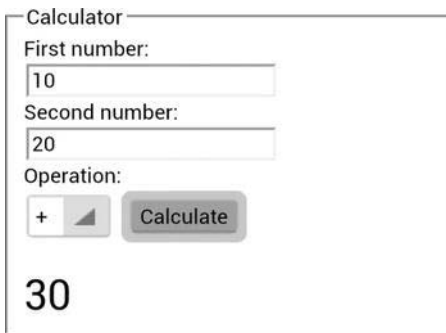 Calculator
First number:
10
Second number:
20
Operation:
+ Calculate
30